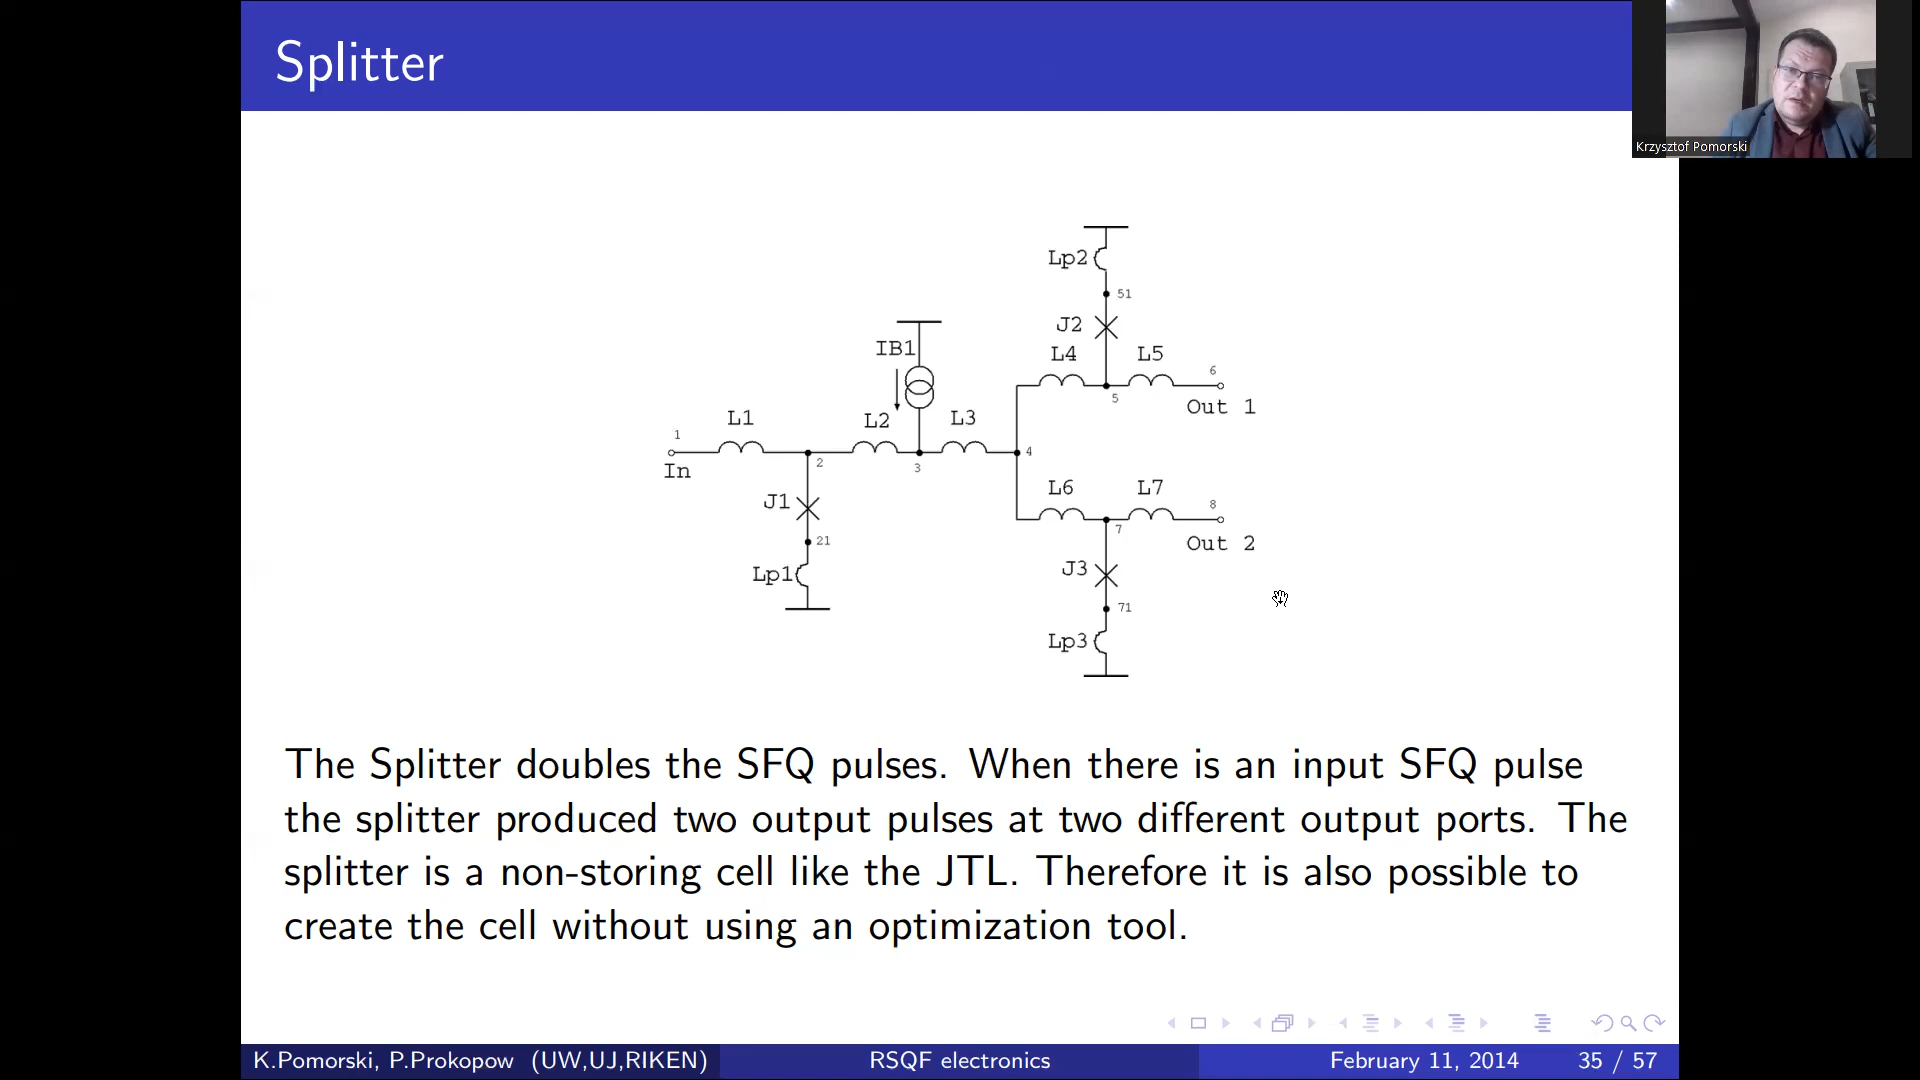 Splitter
Krzysztof Pomorski
Lp2
51
J2
IB1
L4 L5
6
5
Out 1
L1 L2 L3
1
2
3
4
In
L6 L7
8
J1
7
Out 2
21
J3
Lp1
71
Lp3
The Splitter doubles the SFQ pulses. When there is an input SFQ pulse
the splitter produced two output pulses at two different output ports. The
splitter is a non-storing cell like the JTL. Therefore it is also possible to
create the cell without using an optimization tool.
K.Pomorski, P.Prokopow (UW,UJ,RIKEN) RSQF electronics February 11, 2014 35 / 57